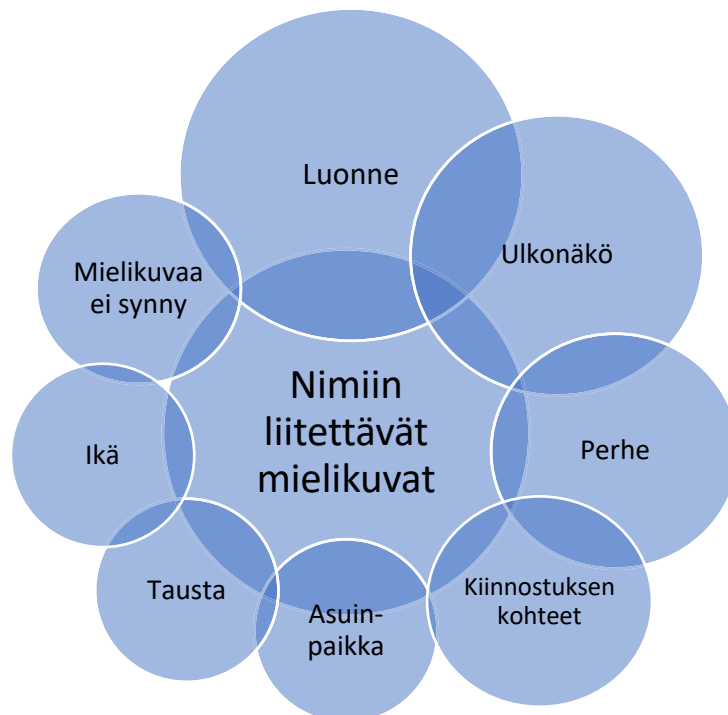 Luonne
Ulkonäkö
Mielikuvaa
ei synny
Nimiin
liitettävät
mielikuvat
Ikä
Perhe
Tausta
Asuin-
paikka
Kiinnostuksen
kohteet